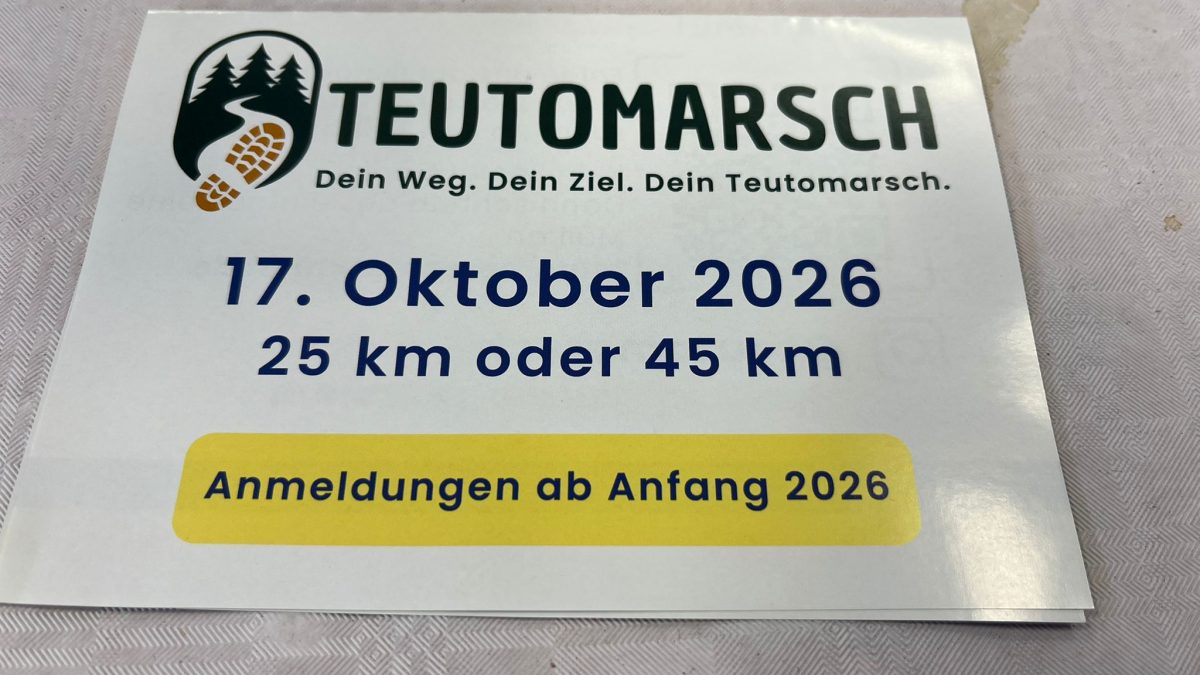 TEUTOMARSCH
Dein Weg. Dein Ziel. Dein Teutomarsch.
17. Oktober 2026
25 km oder 45 km
Anmeldungen ab Anfang 2026